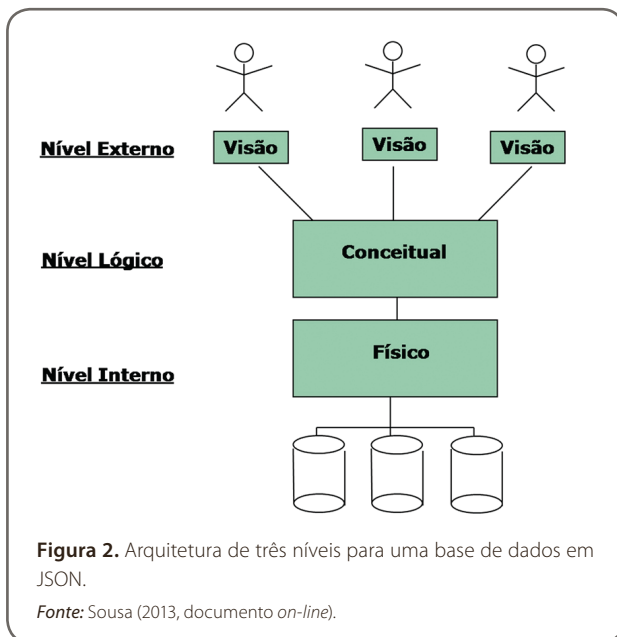 Nível Externo
Visão
Visão
Visão
Nível Lógico
Conceitual
Nível Interno
Físico
Figura 2. Arquitetura de três níveis para uma base de dados em
JSON.
Fonte: Sousa (2013, documento on-line).